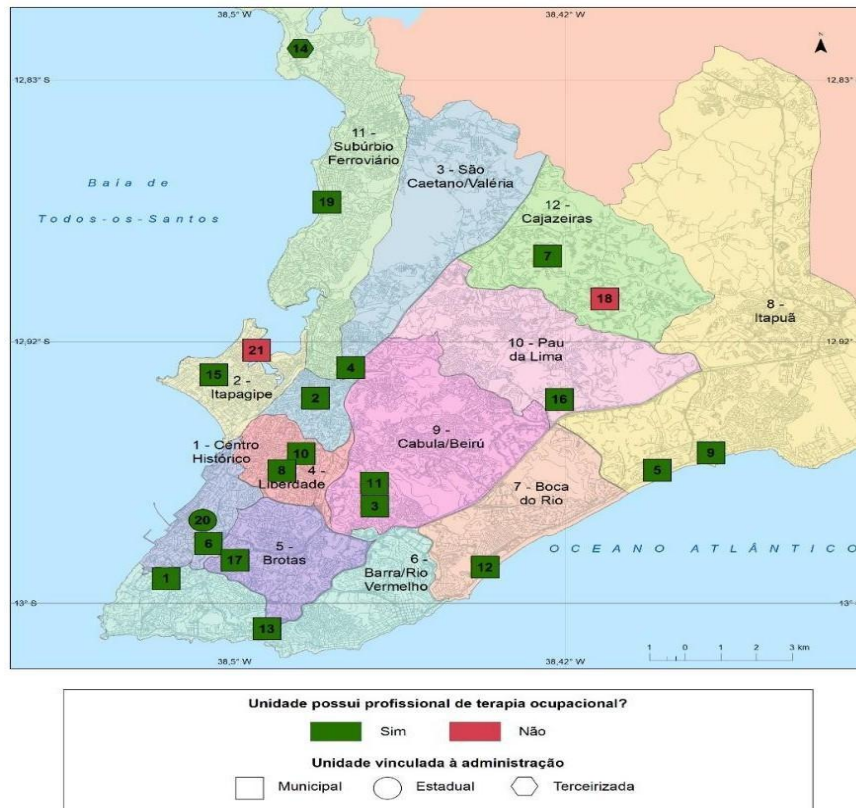 38,5° W
38,42° W
N
14
12,83° S
12,83° S
11 -
Subúrbio
Ferroviário
3 - São
Caetano/Valéria
Baía de
Todos-os-Santos
19
12 -
Cajazeiras
7
18
8 -
Itapuã
12,92° S
12,92° S
21
15
2 -
Itapagipe
4
2
10 - Pau
da Lima
16
1 - Centro
Histórico
10
8
4 -
Liberdade
9 -
Cabula/Beirú
11
3
9
5
7 - Boca
do Rio
20
6
17
5 -
Brotas
6 -
Barra/Rio
Vermelho
OCEANO ATLÂNTICO
12
1
13
13° S
13° S
1 0 1 2 3 km
38,5° W
38,42° W
Unidade possui profissional de terapia ocupacional?
Sim Não
Unidade vinculada à administração
Municipal Estadual Terceirizada